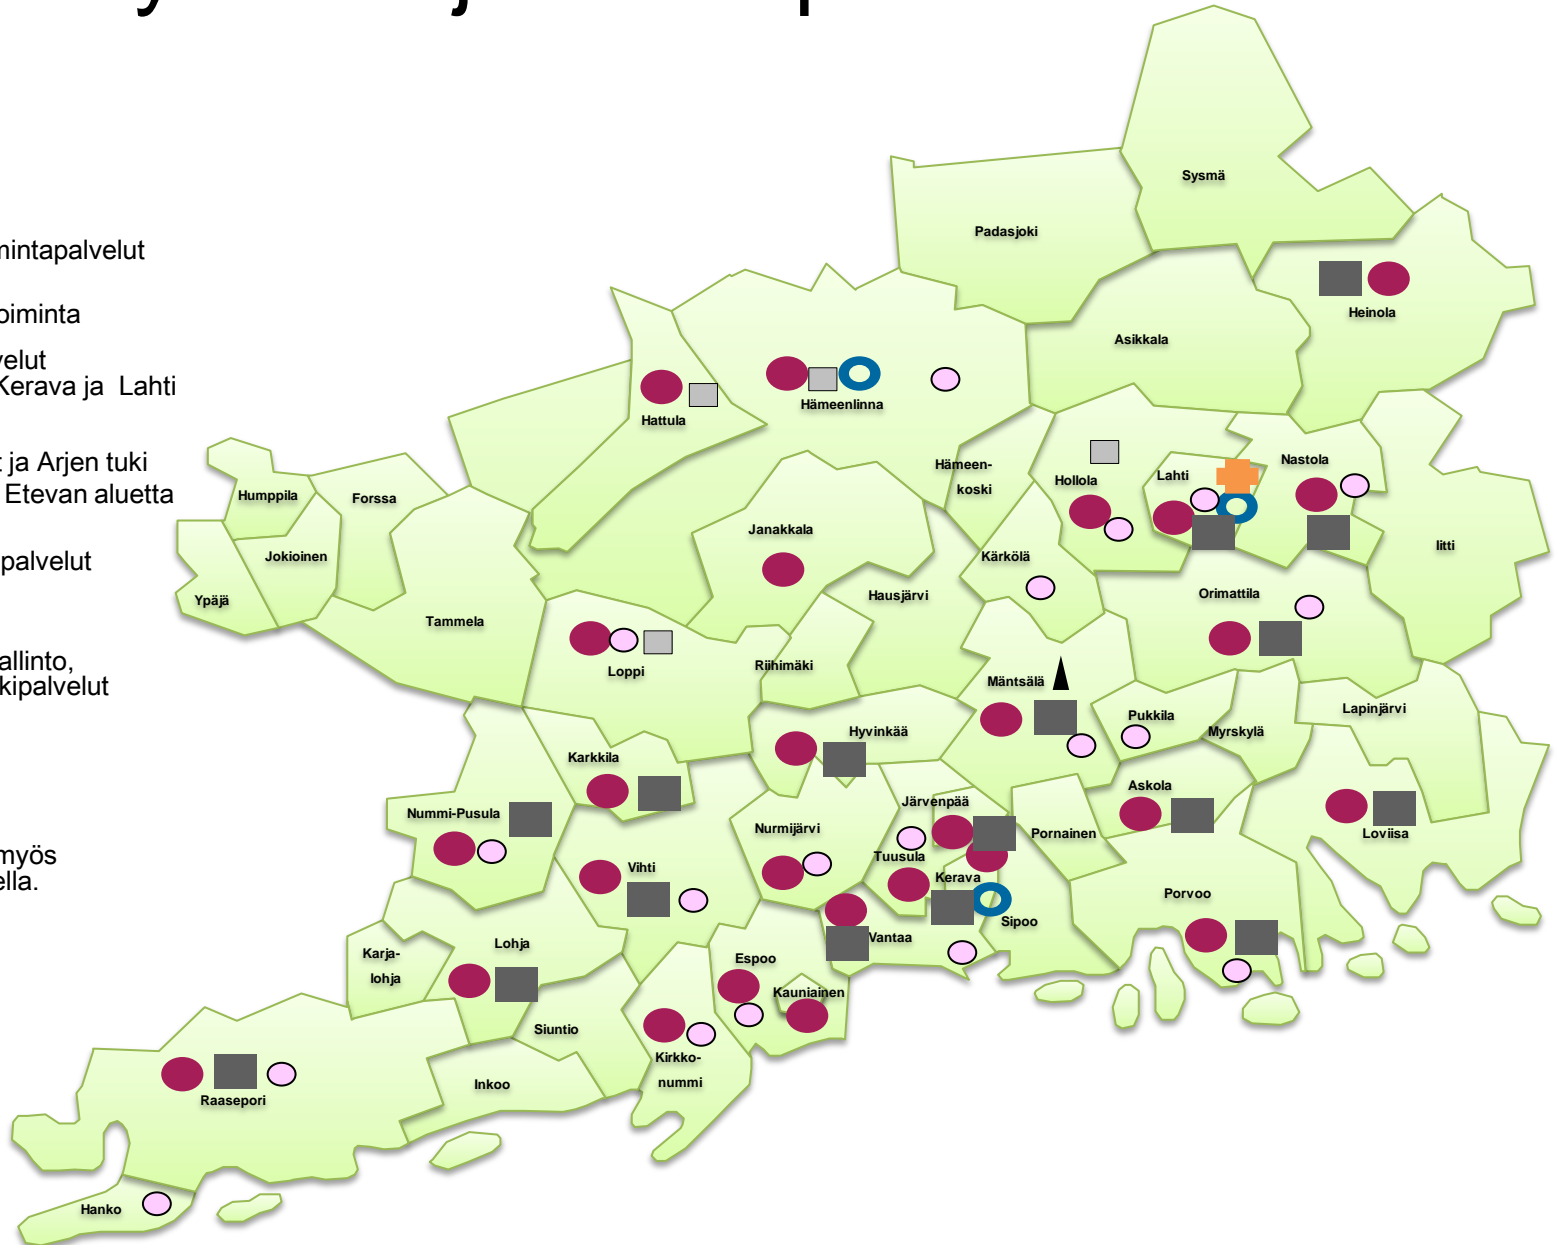 mintapalvelut
oiminta
velut
Kerava ja Lahti
t ja Arjen tuki
Etevan aluetta
palvelut
allinto,
kipalvelut
myös
ella.
Sysmä
Padasjoki
Heinola
Asikkala
Hattula
Hämeenlinna
Hämeen-
koski
Hollola
Lahti
Nastola
Iitti
Humppila
Forssa
Jokioinen
Ypäjä
Tammela
Janakkala
Hausjärvi
Kärkölä
Orimattila
Loppi
Riihimäki
Mäntsälä
Pukkila
Myrskylä
Lapinjärvi
Karkkila
Hyvinkää
Nummi-Pusula
Järvenpää
Askola
Loviisa
Nurmijärvi
Pornainen
Tuusula
Kerava
Vihti
Porvoo
Sipoo
Vantaa
Lohja
Karja-
lohja
Espoo
Kauniainen
Siuntio
Kirkko-
nummi
Inkoo
Raasepori
Hanko